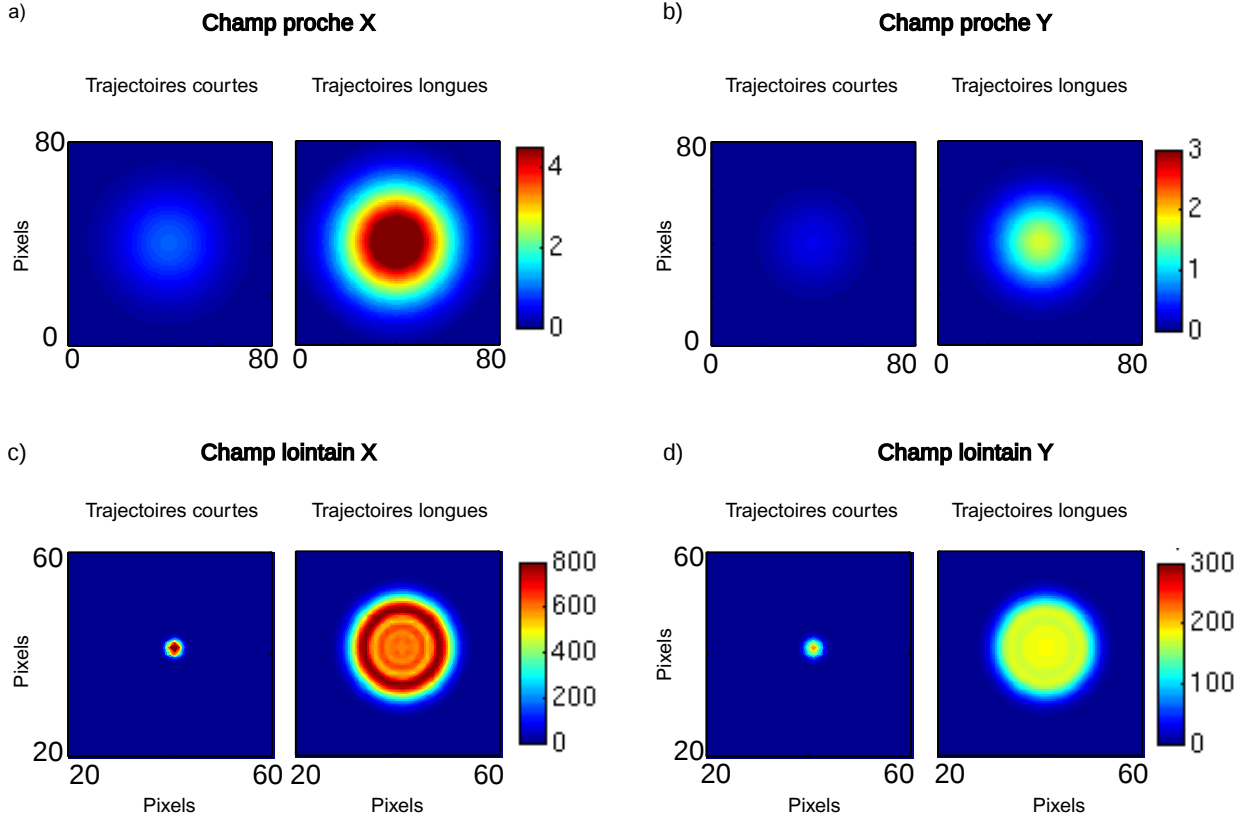 a)
Champ proche X
Trajectoires courtes
Trajectoires longues
80
Pixels
0
0
80
0
80
4
2
0
b)
Champ proche Y
Trajectoires courtes
Trajectoires longues
80
Pixels
0
0
80
0
80
3
2
1
0
c)
Champ lointain X
Trajectoires courtes
Trajectoires longues
60
Pixels
20
20
60
20
60
Pixels
Pixels
800
600
400
200
0
d)
Champ lointain Y
Trajectoires courtes
Trajectoires longues
60
Pixels
20
20
60
20
60
Pixels
Pixels
300
200
100
0